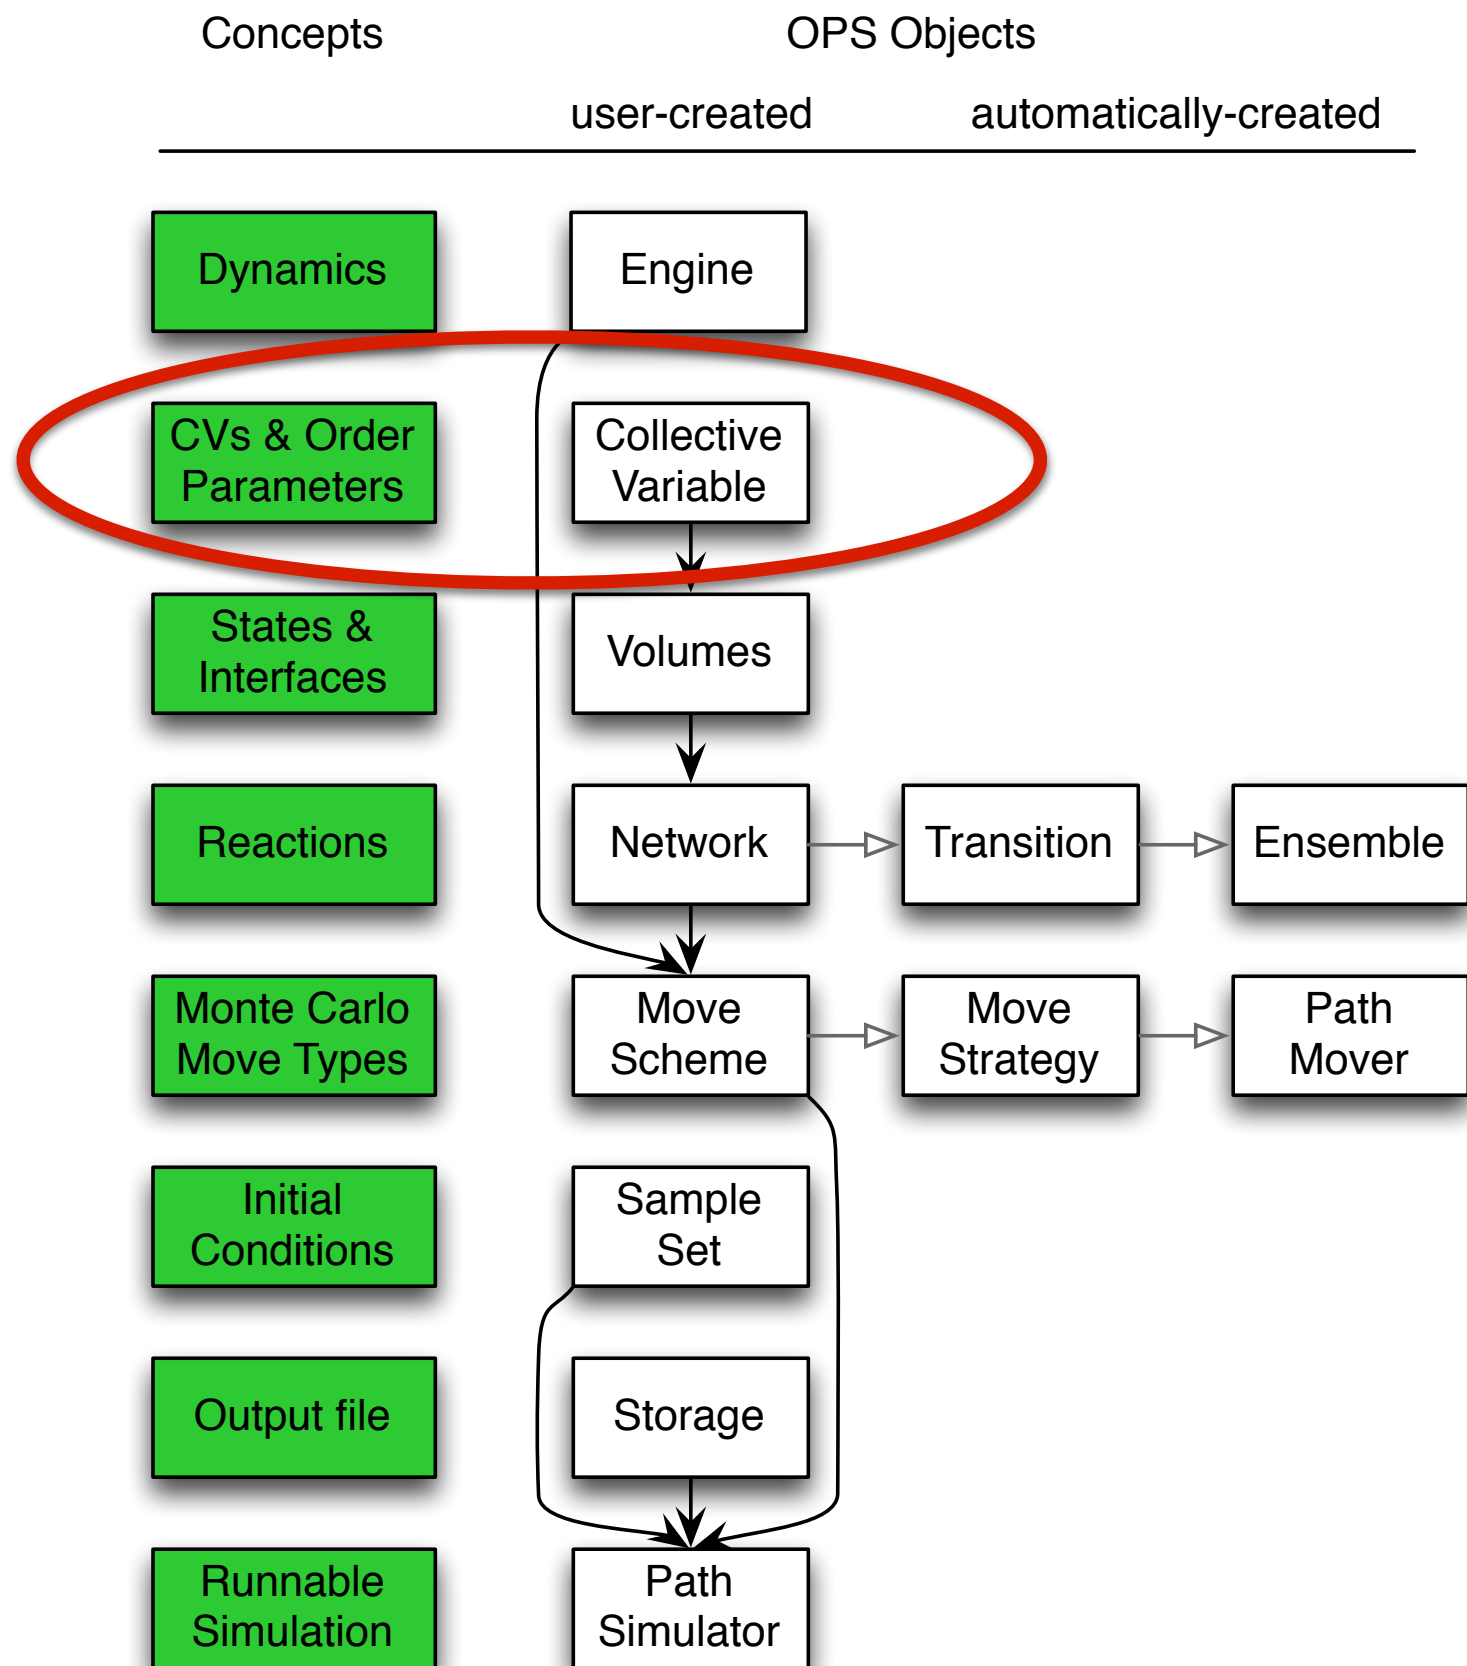 Concepts
OPS Objects
user-created
automatically-created
Dynamics
Engine
CVs & Order
Parameters
Collective
Variable
States &
Interfaces
Volumes
Reactions
Network
Transition
Ensemble
Monte Carlo
Move Types
Move
Scheme
Move
Strategy
Path
Mover
Initial
Conditions
Sample
Set
Output file
Storage
Runnable
Simulation
Path
Simulator